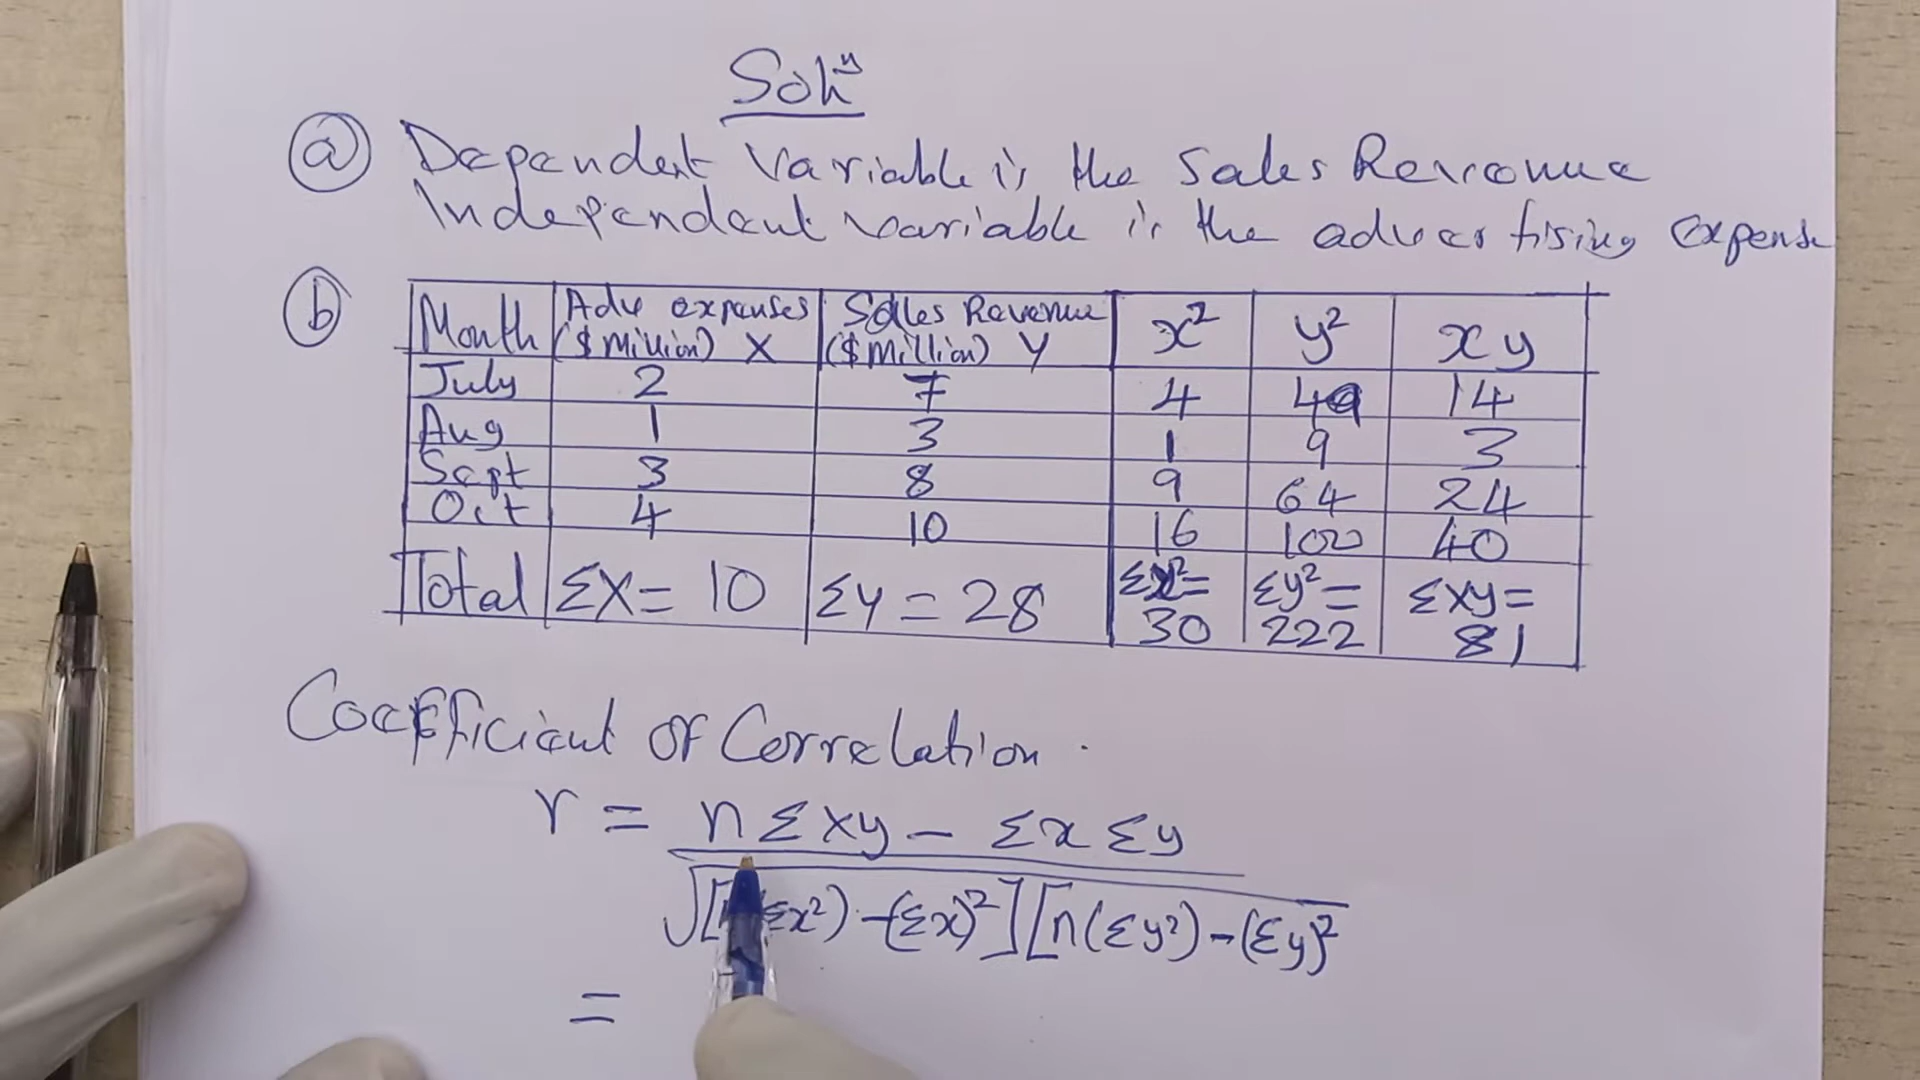 Soln
(a) Dependent Variable is the Sales Revenue
Independent variable is the advertising expense
(b)
Month | Adv expenses ($ Million) X | Sales Revenue ($ Million) Y | x² | y² | xy
July | 2 | 7 | 4 | 49 | 14
Aug | 1 | 3 | 1 | 9 | 3
Sept | 3 | 8 | 9 | 64 | 24
Oct | 4 | 10 | 16 | 100 | 40
Total | ΣX = 10 | ΣY = 28 | Σx² = 30 | Σy² = 222 | Σxy = 81
Coefficient of Correlation .
r = nΣxy - Σx Σy
√[ Σx²) - (Σx)²] [n(Σy²) - (Σy)²
=